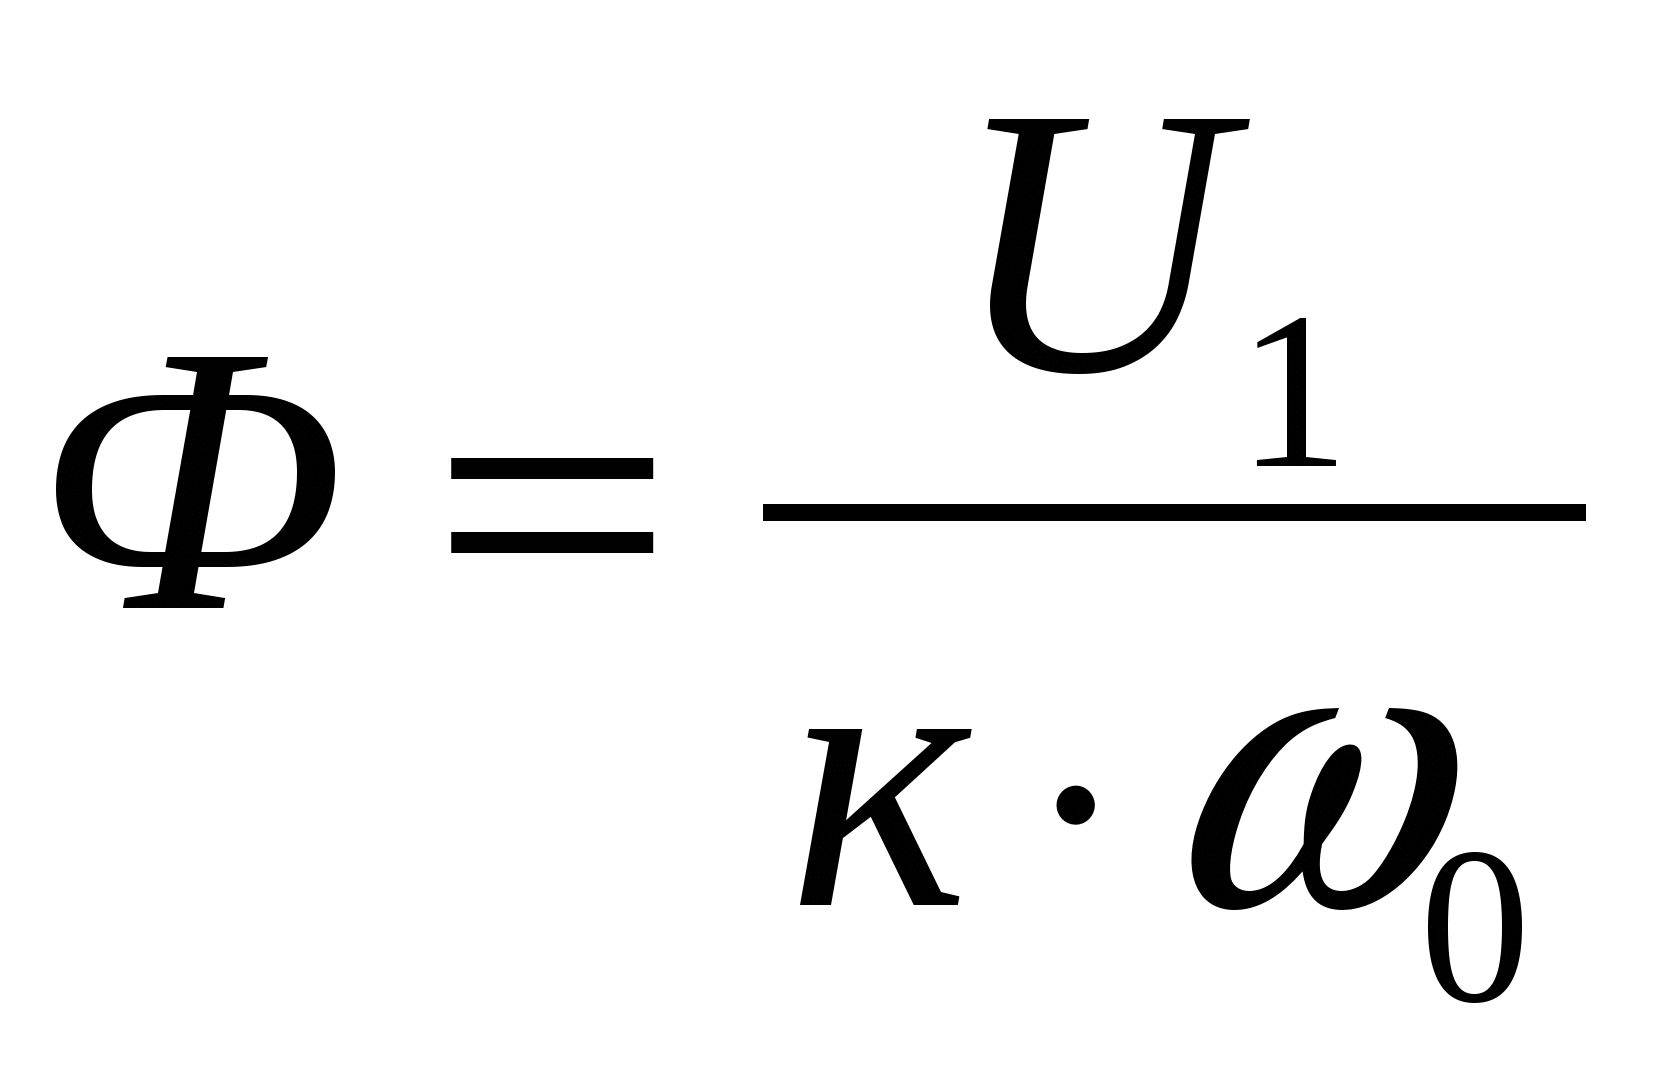 Φ = U₁ / (κ · ω₀)